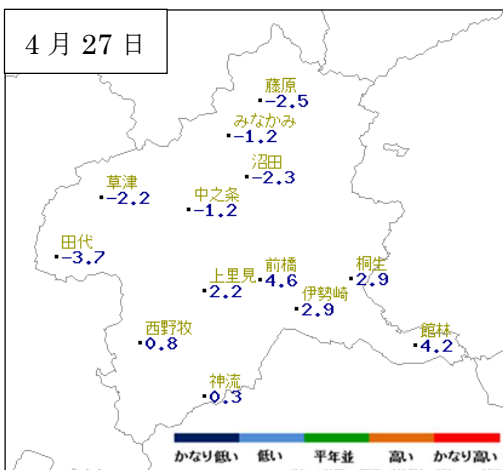 4月27日
藤原
-2.5
みなかみ
-1.2
沼田
-2.3
草津
-2.2
中之条
-1.2
田代
-3.7
上里見
2.2
前橋
4.6
桐生
2.9
伊勢崎
2.9
西野牧
0.8
館林
4.2
神流
0.3
かなり低い 低い 平年並 高い かなり高い